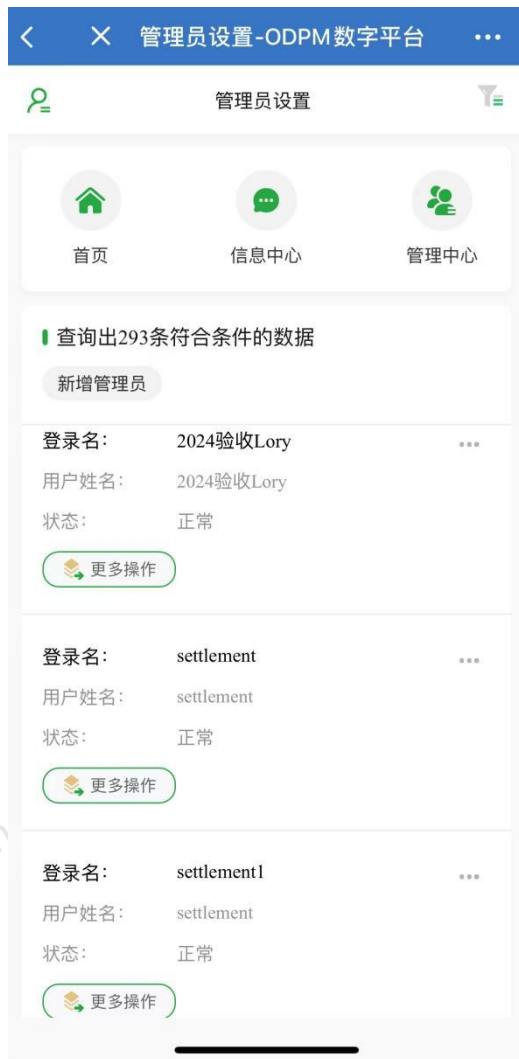 管理员设置-ODPM数字平台
管理员设置
首页 信息中心 管理中心
查询出293条符合条件的数据
新增管理员
登录名： 2024验收Lory
用户姓名： 2024验收Lory
状态： 正常
更多操作
登录名： settlement
用户姓名： settlement
状态： 正常
更多操作
登录名： settlement1
用户姓名： settlement
状态： 正常
更多操作